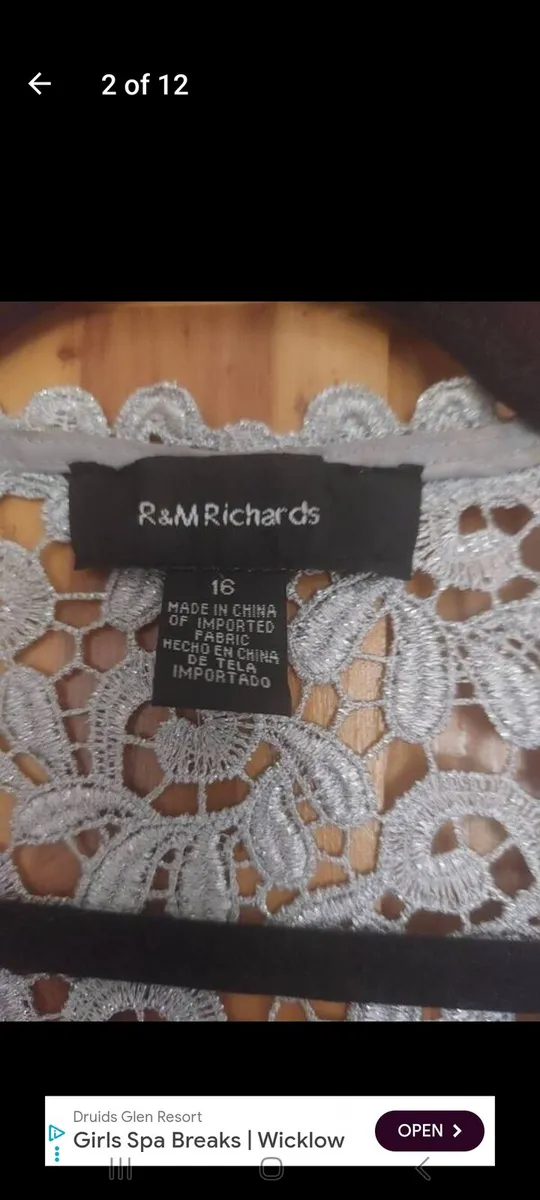 2 of 12
R&M Richards
16
MADE IN CHINA
OF IMPORTED
FABRIC
HECHO EN CHINA
DE TELA
IMPORTADO
Druids Glen Resort
Girls Spa Breaks | Wicklow
OPEN